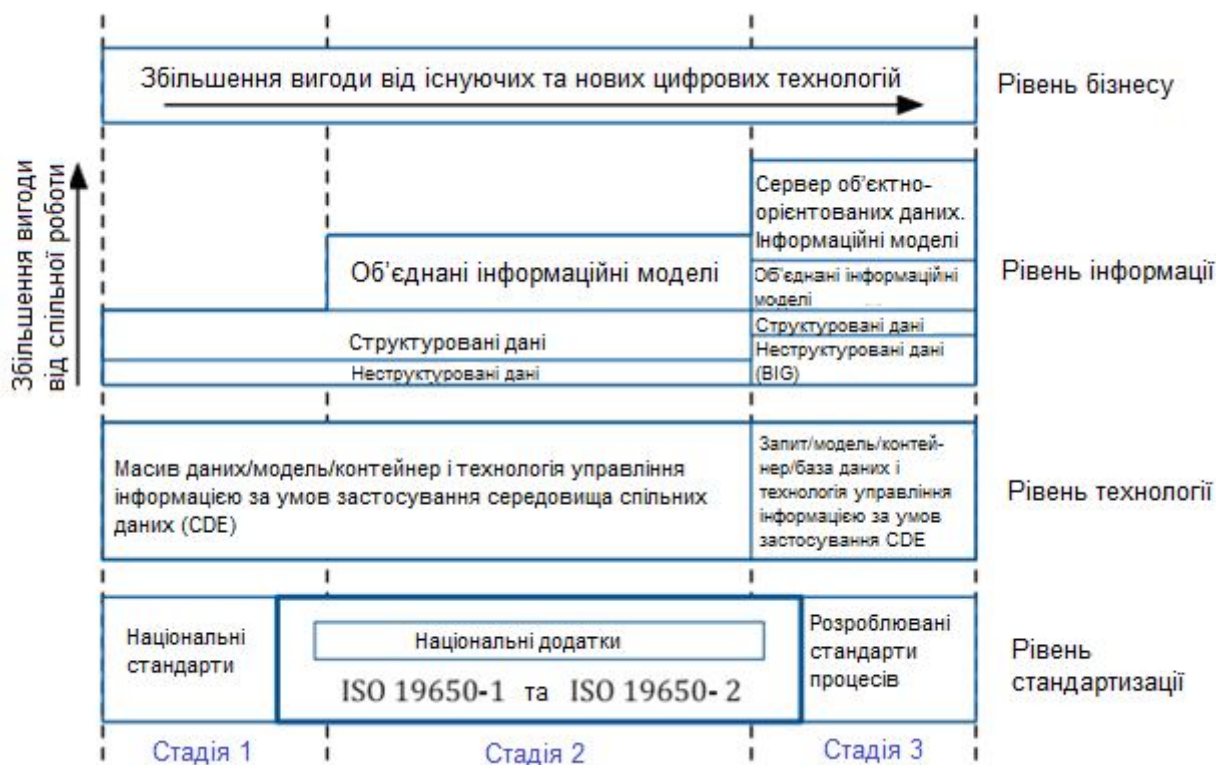 Збільшення вигоди від існуючих та нових цифрових технологій
Рівень бізнесу
Збільшення вигоди
від спільної роботи
Сервер об’єктно-
орієнтованих даних.
Інформаційні моделі
Об’єднані інформаційні моделі
Об’єднані інформаційні
моделі
Рівень інформації
Структуровані дані
Структуровані дані
Неструктуровані дані
Неструктуровані дані
(BIG)
Масив даних/модель/контейнер і технологія управління
інформацією за умов застосування середовища спільних
даних (CDE)
Запит/модель/контей-
нер/база даних і
технологія управління
інформацією за умов
застосування CDE
Рівень технології
Національні
стандарти
Національні додатки
ISO 19650-1 та ISO 19650- 2
Розроблювані
стандарти
процесів
Рівень
стандартизації
Стадія 1
Стадія 2
Стадія 3